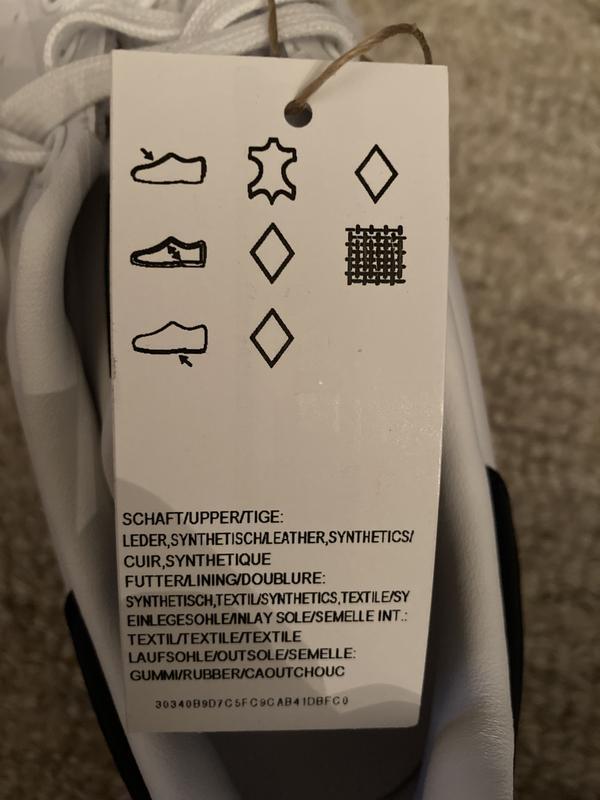 SCHAFT/UPPER/TIGE:
LEDER,SYNTHETISCH/LEATHER,SYNTHETICS/
CUIR,SYNTHETIQUE
FUTTER/LINING/DOUBLURE:
SYNTHETISCH,TEXTIL/SYNTHETICS,TEXTILE/SY
EINLEGESOHLE/INLAY SOLE/SEMELLE INT.:
TEXTIL/TEXTILE/TEXTILE
LAUFSOHLE/OUTSOLE/SEMELLE:
GUMMI/RUBBER/CAOUTCHOUC
30340B9D7C5FC9CAB41DBFC0